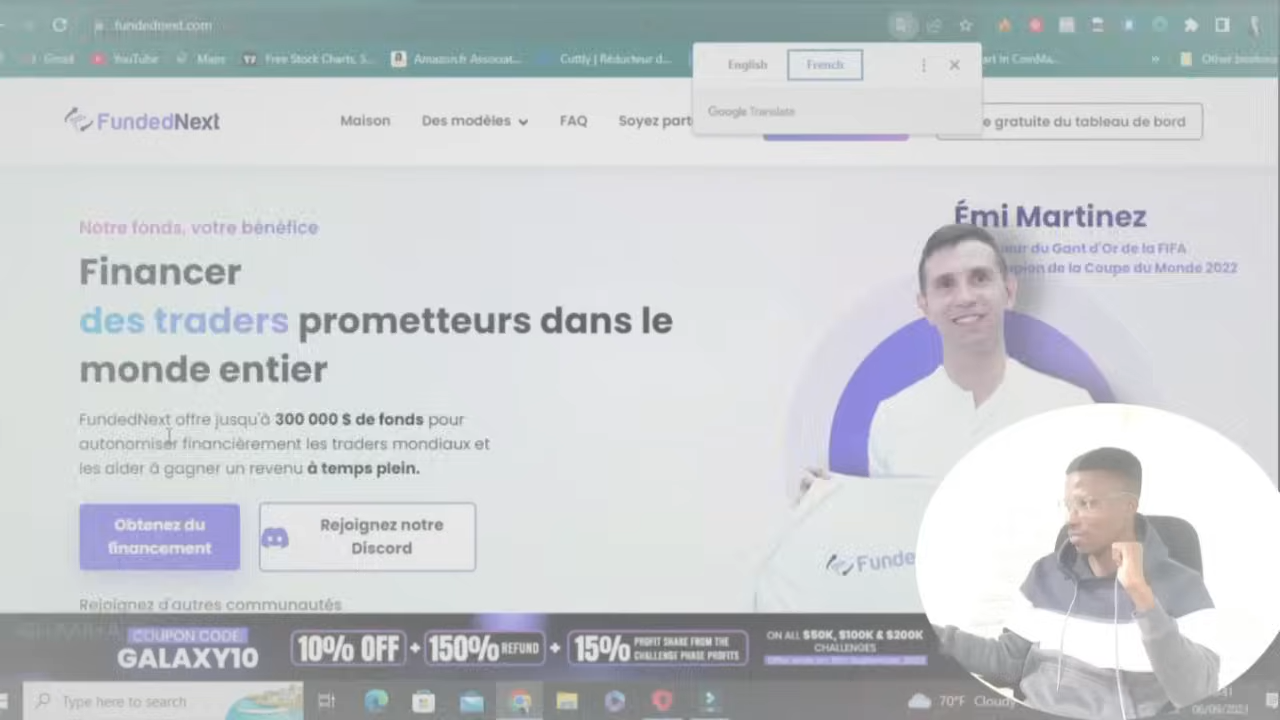 fundednext.com
Gmail
YouTube
Maps
Free Stock Charts, S...
Amazon.fr Associat...
Cuttly | Réducteur d...
English
French
Google Translate
FundedNext
Maison
Des modèles
FAQ
Soyez part
e gratuite du tableau de bord
Notre fonds, votre bénéfice
Financer
des traders prometteurs dans le
monde entier
FundedNext offre jusqu'à 300 000 $ de fonds pour
autonomiser financièrement les traders mondiaux et
les aider à gagner un revenu à temps plein.
Obtenez du
financement
Rejoignez notre
Discord
Rejoignez d'autres communautés
Émi Martinez
du Gant d'Or de la FIFA
de la Coupe du Monde 2022
Funde
COUPON CODE
GALAXY10
10% OFF + 150% REFUND + 15% PROFIT SHARE FROM THE
CHALLENGE PHASE PROFITS
ON ALL $50K, $100K & $200K
CHALLENGES
Type here to search
70°F Cloudy